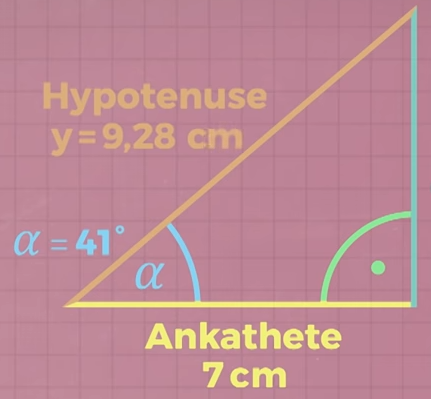 Hypotenuse
y = 9,28 cm
α = 41°
α
Ankathete
7 cm